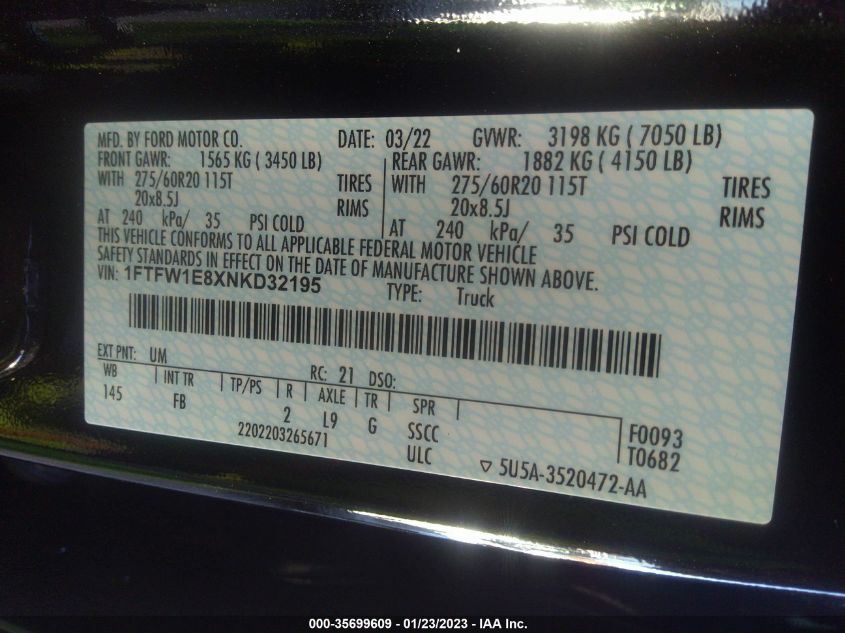 MFD. BY FORD MOTOR CO. DATE: 03/22 GVWR: 3198 KG ( 7050 LB)
FRONT GAWR: 1565 KG ( 3450 LB) REAR GAWR: 1882 KG ( 4150 LB)
WITH 275/60R20 115T TIRES WITH 275/60R20 115T TIRES
20x8.5J RIMS 20x8.5J RIMS
AT 240 kPa/ 35 PSI COLD AT 240 kPa/ 35 PSI COLD
THIS VEHICLE CONFORMS TO ALL APPLICABLE FEDERAL MOTOR VEHICLE
SAFETY STANDARDS IN EFFECT ON THE DATE OF MANUFACTURE SHOWN ABOVE.
VIN: 1FTFW1E8XNKD32195 TYPE: Truck
EXT PNT: UM RC: 21 DSO:
WB INT TR TP/PS R AXLE TR SPR
145 FB 2 L9 G SSCC F0093
2202203265671 ULC T0682
5U5A-3520472-AA
000-35699609 - 01/23/2023 - IAA Inc.